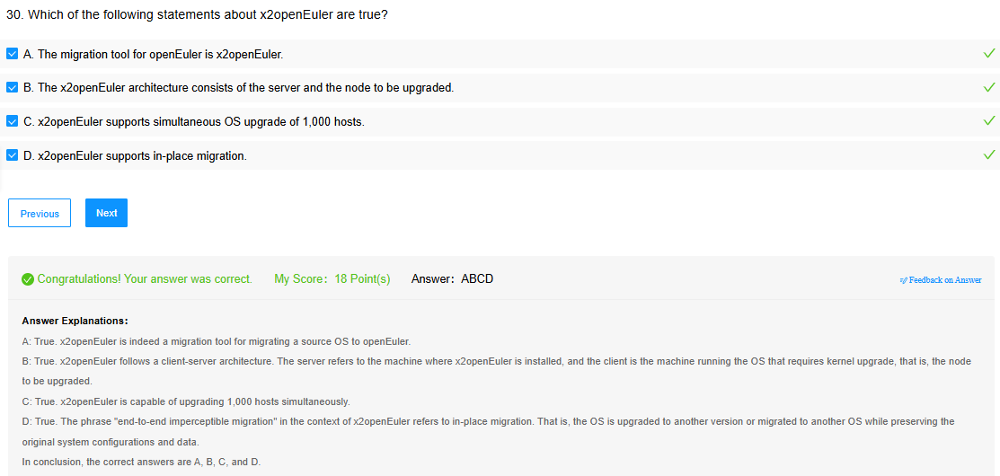 30. Which of the following statements about x2openEuler are true?
A. The migration tool for openEuler is x2openEuler.
B. The x2openEuler architecture consists of the server and the node to be upgraded.
C. x2openEuler supports simultaneous OS upgrade of 1,000 hosts.
D. x2openEuler supports in-place migration.
Previous Next
Congratulations! Your answer was correct. My Score: 18 Point(s) Answer: ABCD Feedback on Answer
Answer Explanations:
A: True. x2openEuler is indeed a migration tool for migrating a source OS to openEuler.
B: True. x2openEuler follows a client-server architecture. The server refers to the machine where x2openEuler is installed, and the client is the machine running the OS that requires kernel upgrade, that is, the node
to be upgraded.
C: True. x2openEuler is capable of upgrading 1,000 hosts simultaneously.
D: True. The phrase "end-to-end imperceptible migration" in the context of x2openEuler refers to in-place migration. That is, the OS is upgraded to another version or migrated to another OS while preserving the
original system configurations and data.
In conclusion, the correct answers are A, B, C, and D.